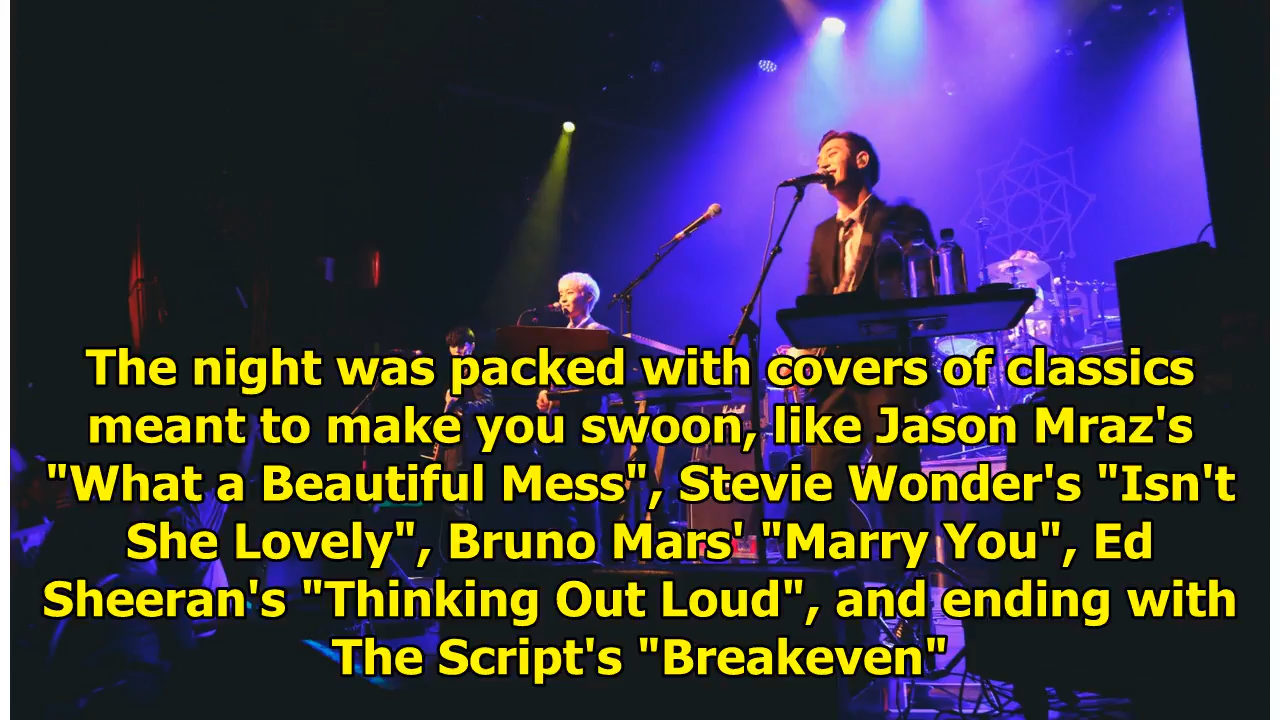 The night was packed with covers of classics
meant to make you swoon, like Jason Mraz's
"What a Beautiful Mess", Stevie Wonder's "Isn't
She Lovely", Bruno Mars' "Marry You", Ed
Sheeran's "Thinking Out Loud", and ending with
The Script's "Breakeven"